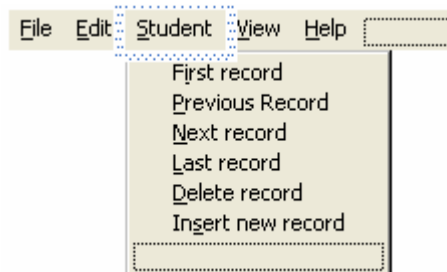 File Edit Student View Help
First record
Previous Record
Next record
Last record
Delete record
Insert new record